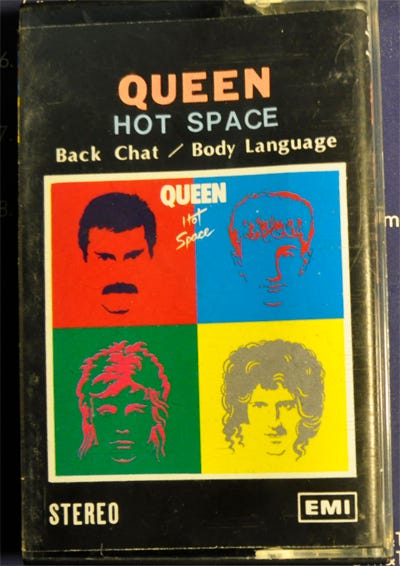 QUEEN
HOT SPACE
Back Chat / Body Language
QUEEN
Hot
Space
STEREO
EMI